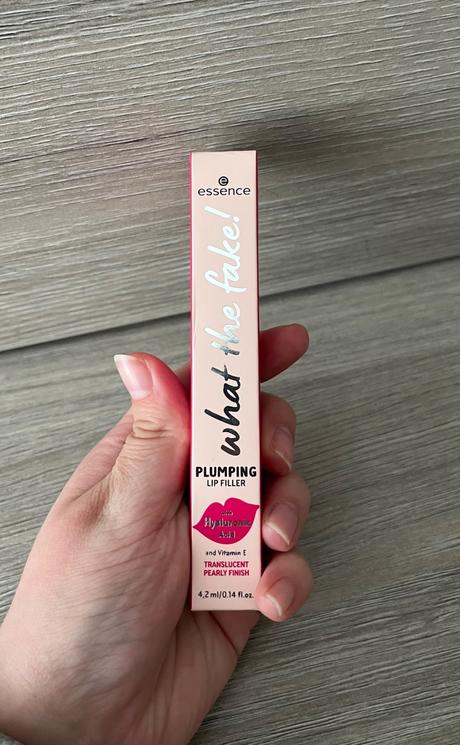 essence
what the fake!
PLUMPING
LIP FILLER
with
Hyaluronic
Acid
and Vitamin E
TRANSLUCENT
PEARLY FINISH
4,2 ml/0.14 fl.oz.